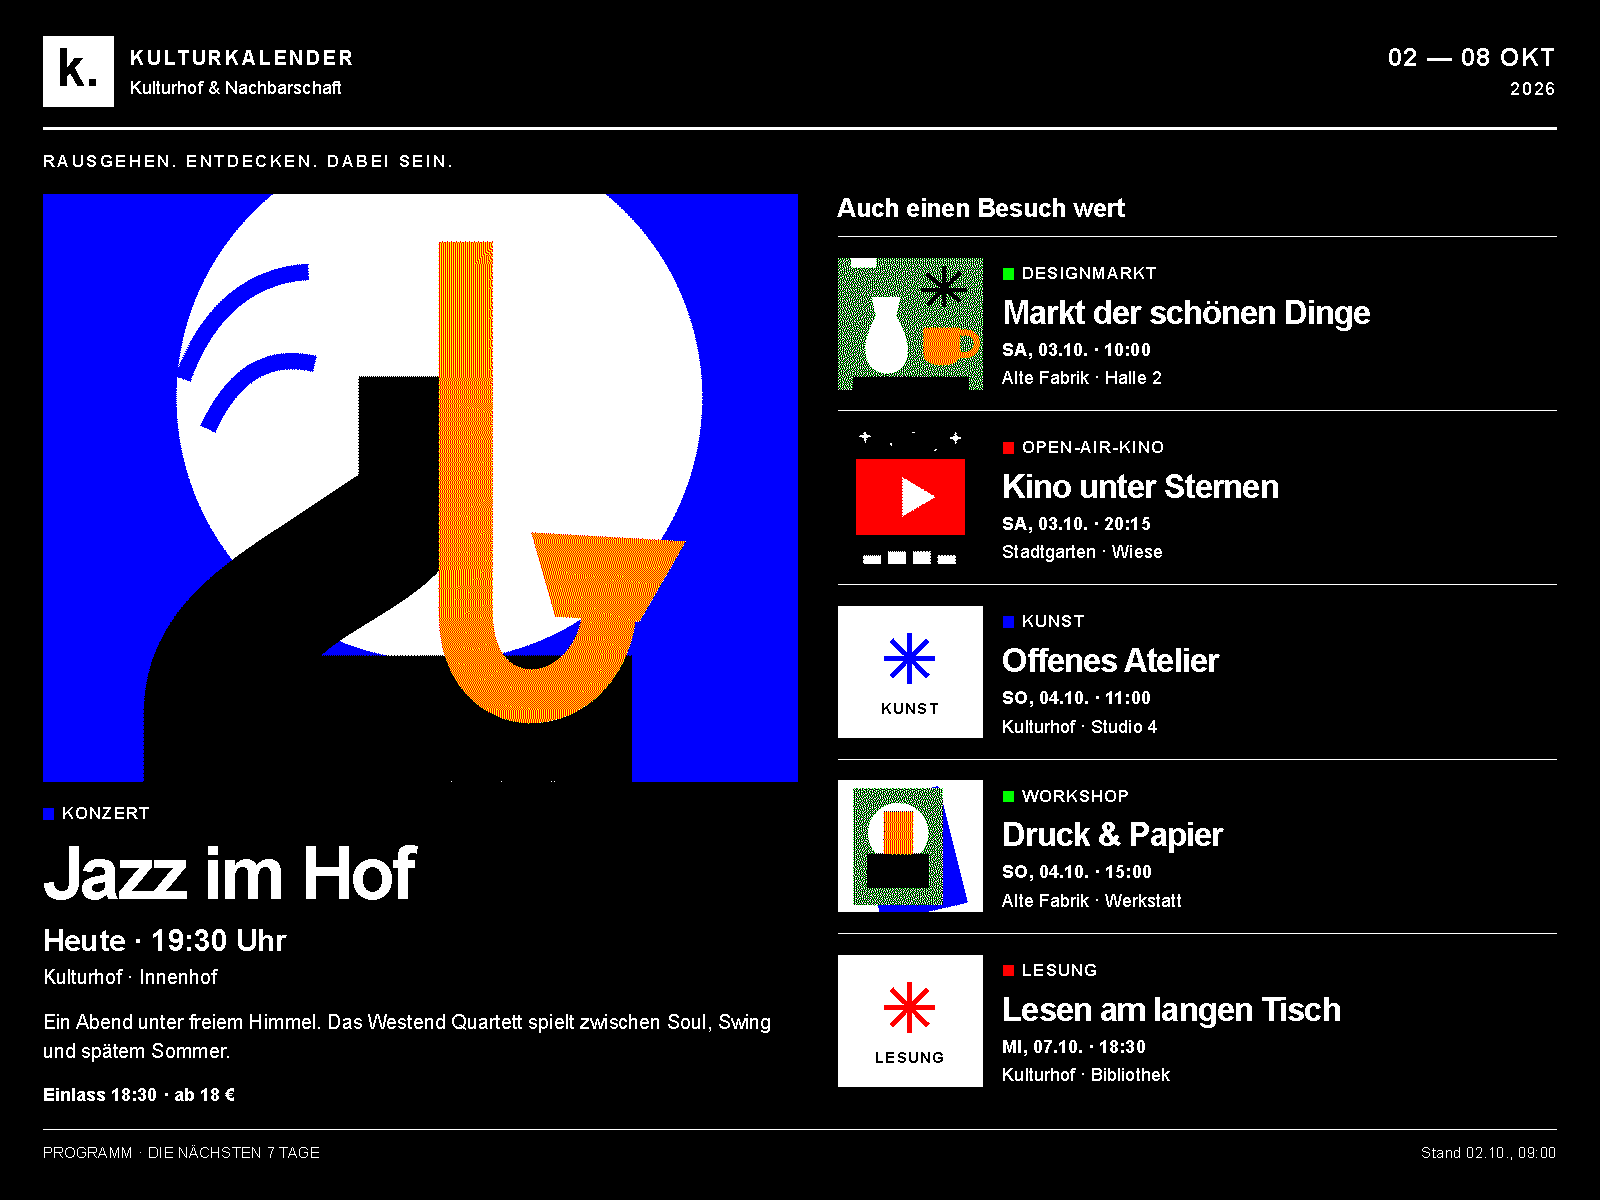 k.
KULTURKALENDER
Kulturhof & Nachbarschaft
02 — 08 OKT
2026
RAUSGEHEN. ENTDECKEN. DABEI SEIN.
KONZERT
Jazz im Hof
Heute · 19:30 Uhr
Kulturhof · Innenhof
Ein Abend unter freiem Himmel. Das Westend Quartett spielt zwischen Soul, Swing
und spätem Sommer.
Einlass 18:30 · ab 18 €
Auch einen Besuch wert
DESIGNMARKT
Markt der schönen Dinge
SA, 03.10. · 10:00
Alte Fabrik · Halle 2
OPEN-AIR-KINO
Kino unter Sternen
SA, 03.10. · 20:15
Stadtgarten · Wiese
KUNST
KUNST
Offenes Atelier
SO, 04.10. · 11:00
Kulturhof · Studio 4
WORKSHOP
Druck & Papier
SO, 04.10. · 15:00
Alte Fabrik · Werkstatt
LESUNG
LESUNG
Lesen am langen Tisch
MI, 07.10. · 18:30
Kulturhof · Bibliothek
PROGRAMM · DIE NÄCHSTEN 7 TAGE
Stand 02.10., 09:00